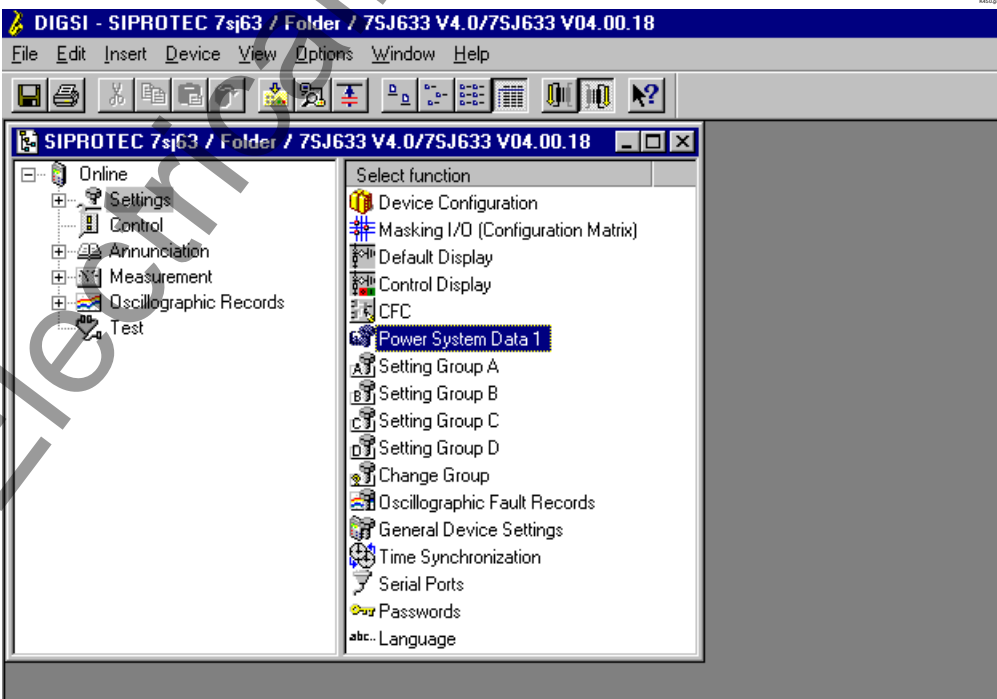 DIGSI - SIPROTEC 7sj63 / Folder / 7SJ633 V4.0/7SJ633 V04.00.18
File Edit Insert Device View Options Window Help
SIPROTEC 7sj63 / Folder / 7SJ633 V4.0/7SJ633 V04.00.18
Online
Settings
Control
Annunciation
Measurement
Oscillographic Records
Test
Select function
Device Configuration
Masking I/O (Configuration Matrix)
Default Display
Control Display
CFC
Power System Data 1
Setting Group A
Setting Group B
Setting Group C
Setting Group D
Change Group
Oscillographic Fault Records
General Device Settings
Time Synchronization
Serial Ports
Passwords
abc.. Language
Electrical